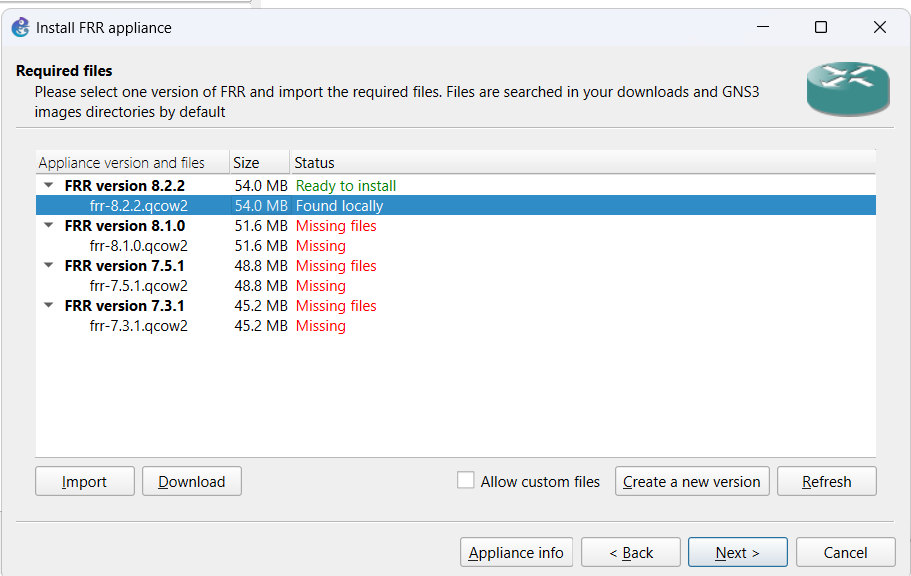 Install FRR appliance
Required files
Please select one version of FRR and import the required files. Files are searched in your downloads and GNS3
images directories by default
Appliance version and files Size Status
FRR version 8.2.2 54.0 MB Ready to install
frr-8.2.2.qcow2 54.0 MB Found locally
FRR version 8.1.0 51.6 MB Missing files
frr-8.1.0.qcow2 51.6 MB Missing
FRR version 7.5.1 48.8 MB Missing files
frr-7.5.1.qcow2 48.8 MB Missing
FRR version 7.3.1 45.2 MB Missing files
frr-7.3.1.qcow2 45.2 MB Missing
Import Download Allow custom files Create a new version Refresh
Appliance info < Back Next > Cancel